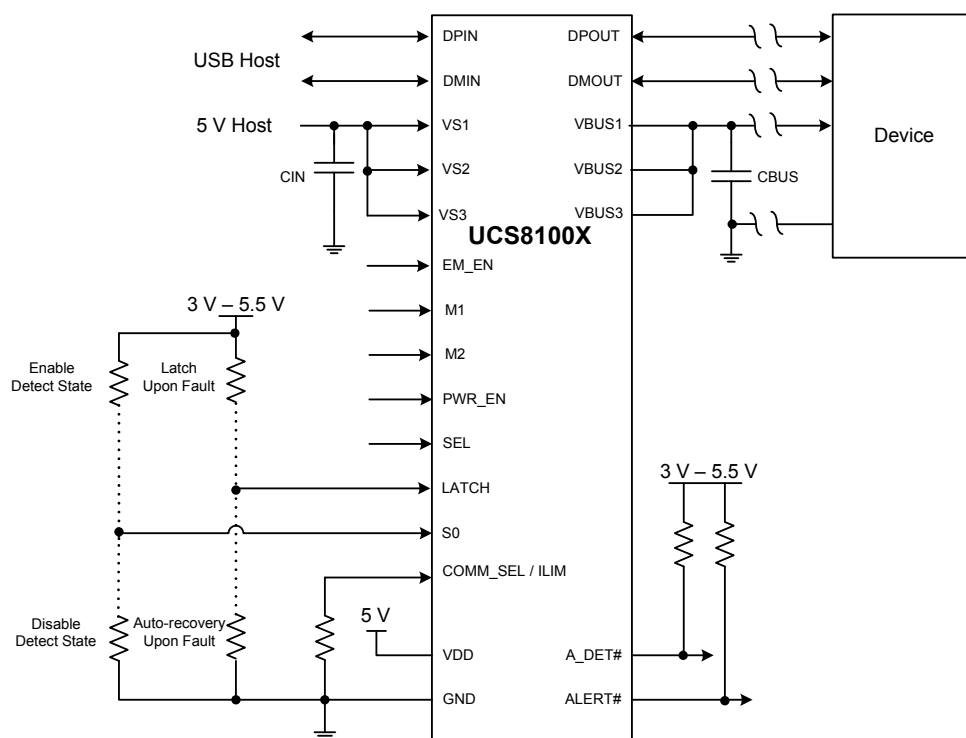 DPIN
DPOUT
USB Host
DMIN
DMOUT
5 V Host
VS1
VBUS1
Device
CIN
VS2
VBUS2
CBUS
VS3
VBUS3
UCS8100X
EM_EN
3 V – 5.5 V
M1
Enable
Detect State
Latch
Upon Fault
M2
PWR_EN
SEL
3 V – 5.5 V
LATCH
S0
COMM_SEL / ILIM
Disable
Detect State
Auto-recovery
Upon Fault
5 V
VDD
A_DET#
GND
ALERT#